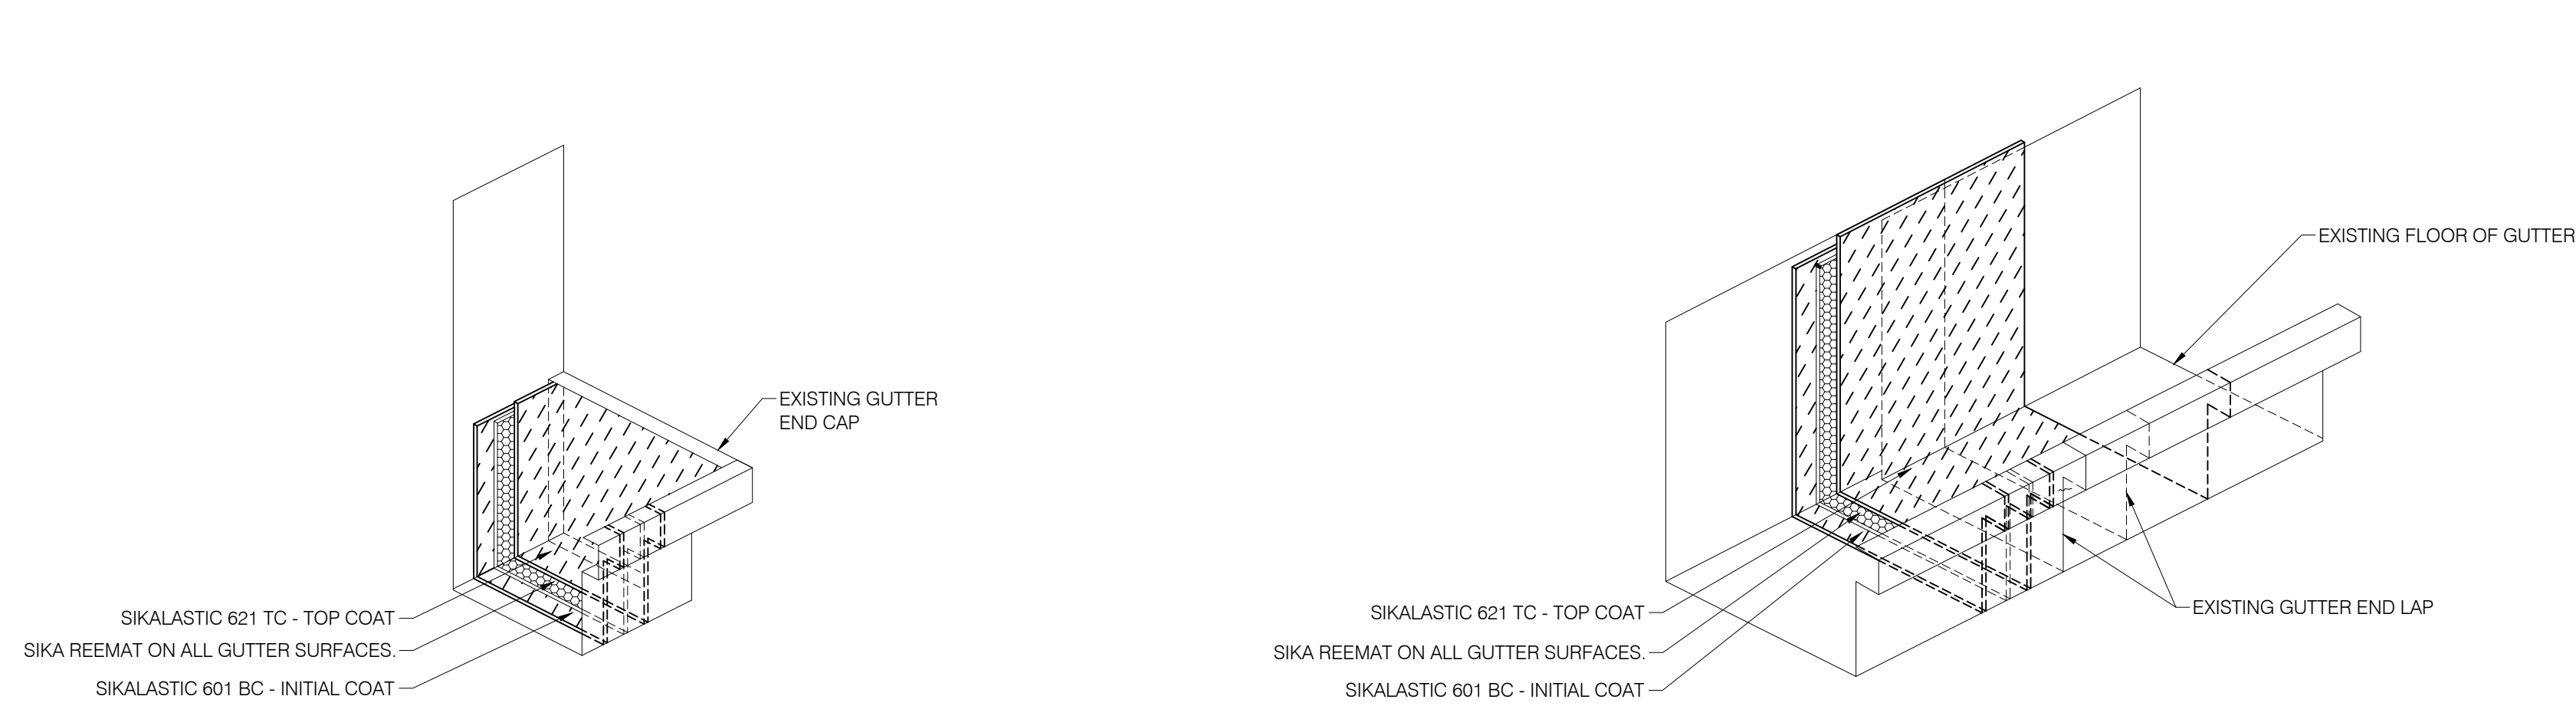 EXISTING GUTTER
END CAP
SIKALASTIC 621 TC - TOP COAT
SIKA REEMAT ON ALL GUTTER SURFACES.
SIKALASTIC 601 BC - INITIAL COAT
EXISTING FLOOR OF GUTTER
SIKALASTIC 621 TC - TOP COAT
SIKA REEMAT ON ALL GUTTER SURFACES.
SIKALASTIC 601 BC - INITIAL COAT
EXISTING GUTTER END LAP